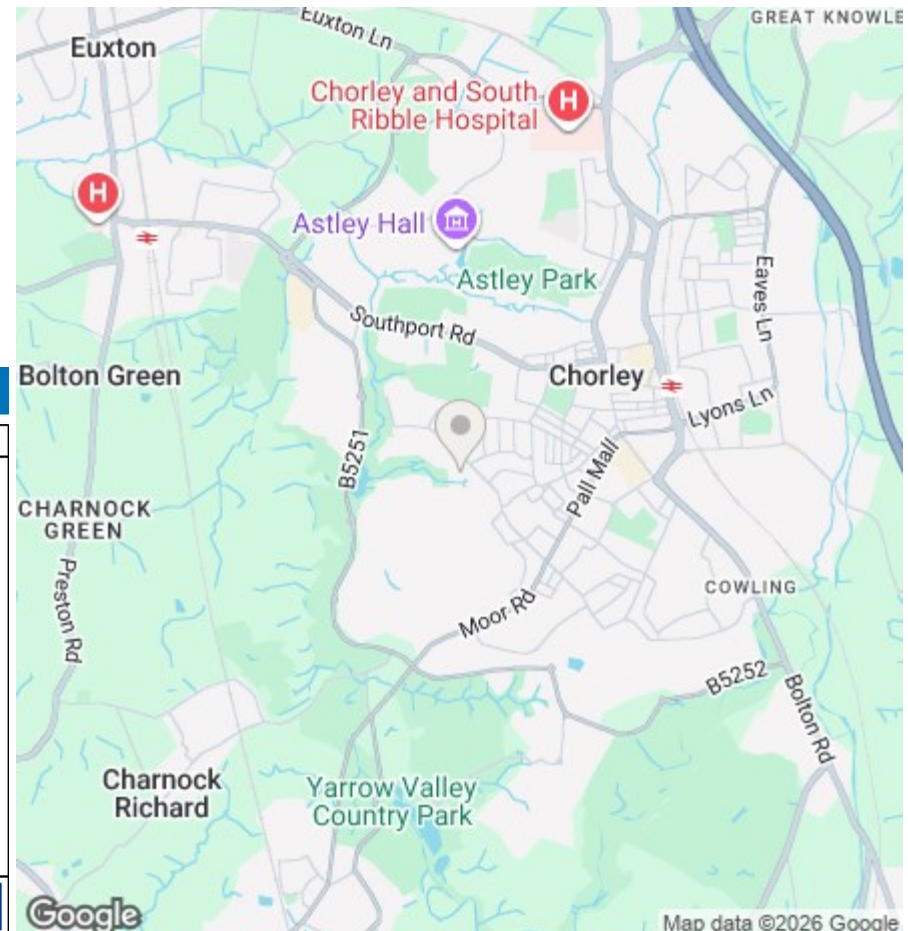 Euxton
Euxton Ln
GREAT KNOWLE
Chorley and South
Ribble Hospital
H
H
Astley Hall
Astley Park
Eaves Ln
Southport Rd
Bolton Green
Chorley
Lyons Ln
B5251
Pall Mall
CHARNOCK
GREEN
Preston Rd
COWLING
Moor Rd
B5252
Bolton Rd
Charnock
Richard
Yarrow Valley
Country Park
Google
Map data ©2026 Google